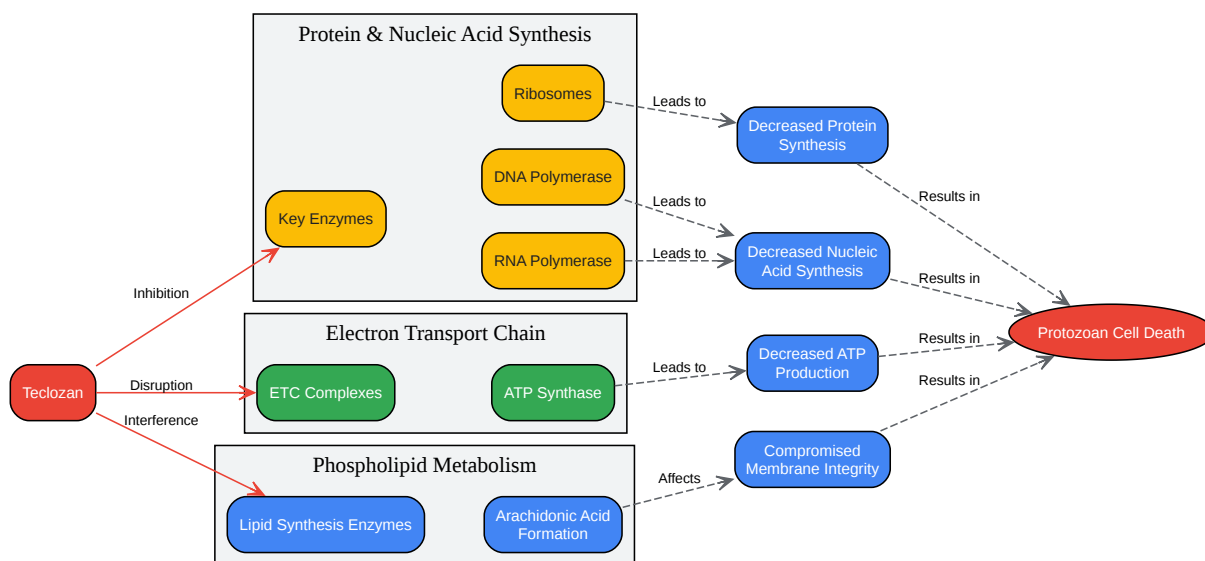 Protein & Nucleic Acid Synthesis
Ribosomes
Leads to
Decreased Protein
Synthesis
DNA Polymerase
Key Enzymes
Leads to
Results in
RNA Polymerase
Leads to
Decreased Nucleic
Acid Synthesis
Inhibition
Results in
Electron Transport Chain
Protozoan Cell Death
Teclozan
Disruption
ETC Complexes
ATP Synthase
Leads to
Decreased ATP
Production
Results in
Results in
Interference
Phospholipid Metabolism
Compromised
Membrane Integrity
Lipid Synthesis Enzymes
Arachidonic Acid
Formation
Affects